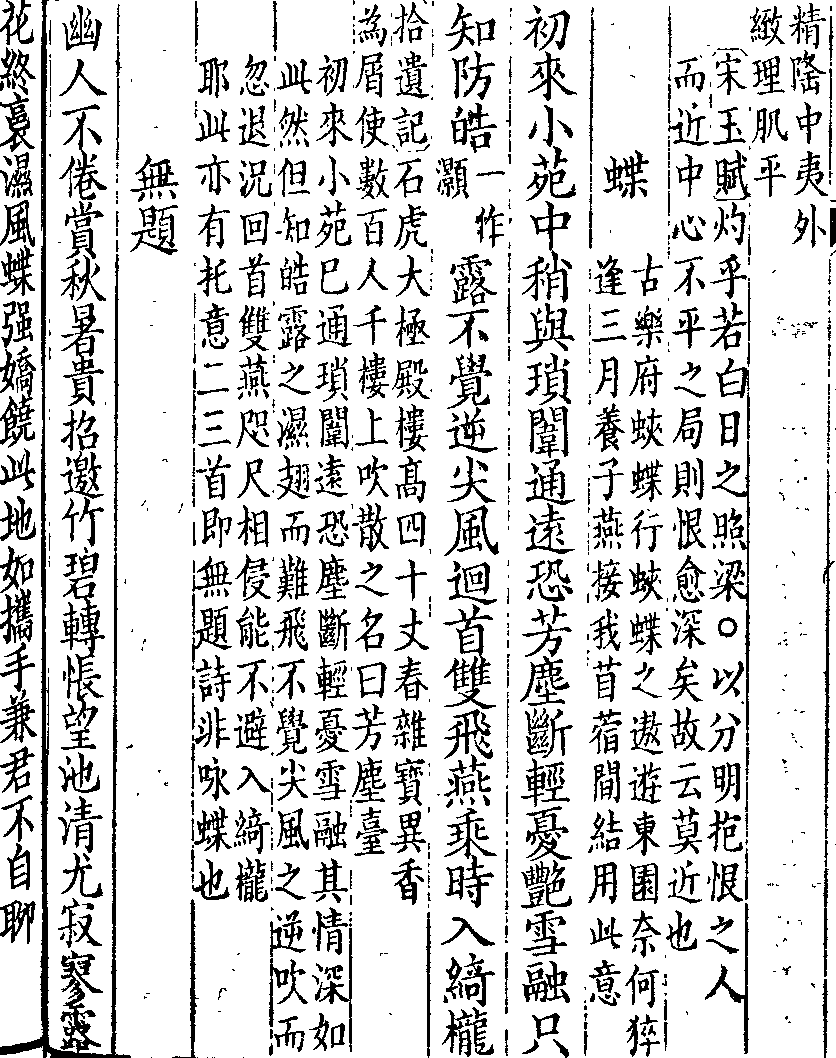 精隂中夷外
緻理肌平
宋玉賦灼乎若白日之照梁○以分明抱恨之人
而近中心不平之局則恨愈深矣故云莫近也
蝶
古樂府蛺蝶行蛺蝶之遨遊東園奈何猝
逢三月養子燕接我苜蓿間結用此意
初來小苑中稍與瑣闈通遠恐芳塵斷輕憂艷雪融只
知防皓一作灝露不覺逆尖風迴首雙飛燕乘時入綺櫳
拾遺記石虎大極殿樓髙四十丈春雜寶異香
為屑使數百人千樓上吹散之名曰芳塵臺
初來小苑巳通瑣闈遠恐塵斷輕憂雪融其情深如
此然但知皓露之濕翅而難飛不覺尖風之逆吹而
忽退況回首雙燕咫尺相侵能不避入綺櫳
耶此亦有托意二三首即無題詩非咏蝶也
無題
幽人不倦賞秋暑貴招邀竹碧轉悵望池清尤寂寥露
花終裛濕風蝶强嬌饒此地如攜手兼君不自聊